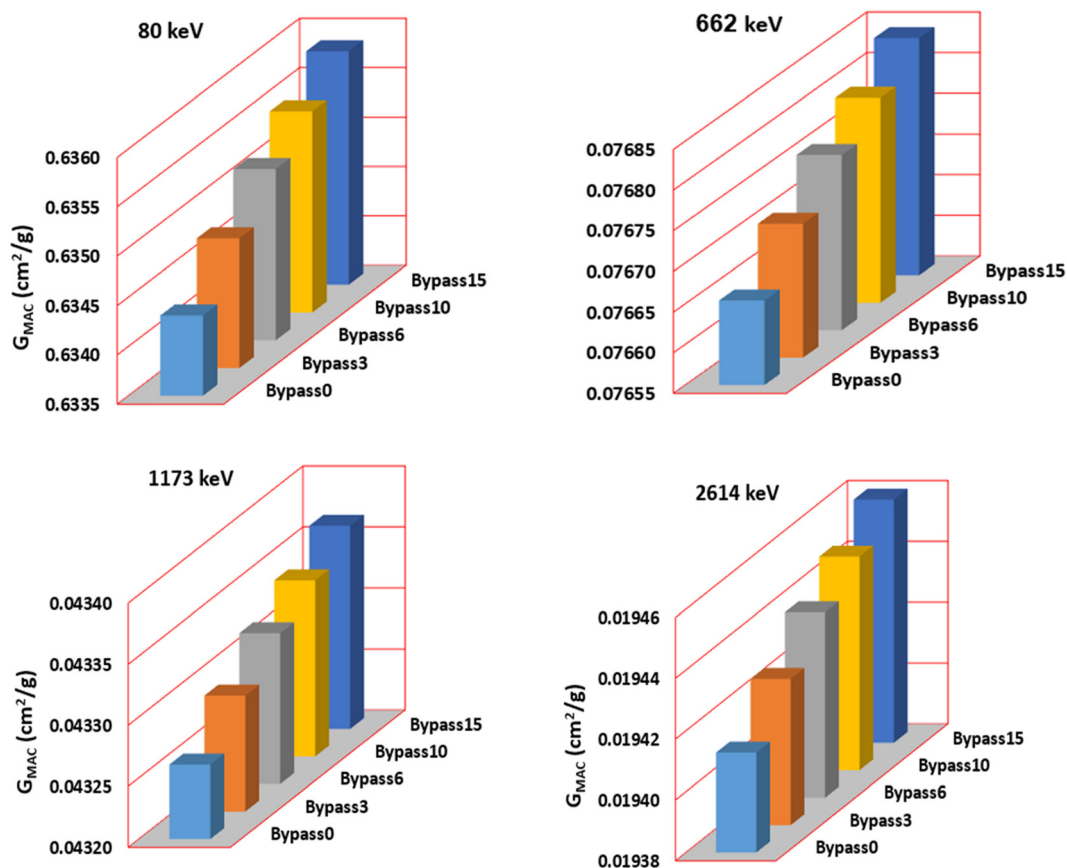 80 keV
G_MAC (cm²/g)
0.6360
0.6355
0.6350
0.6345
0.6340
0.6335
Bypass15
Bypass10
Bypass6
Bypass3
Bypass0
662 keV
0.07685
0.07680
0.07675
0.07670
0.07665
0.07660
0.07655
Bypass15
Bypass10
Bypass6
Bypass3
Bypass0
1173 keV
G_MAC (cm²/g)
0.04340
0.04335
0.04330
0.04325
0.04320
Bypass15
Bypass10
Bypass6
Bypass3
Bypass0
2614 keV
G_MAC (cm²/g)
0.01946
0.01944
0.01942
0.01940
0.01938
Bypass15
Bypass10
Bypass6
Bypass3
Bypass0